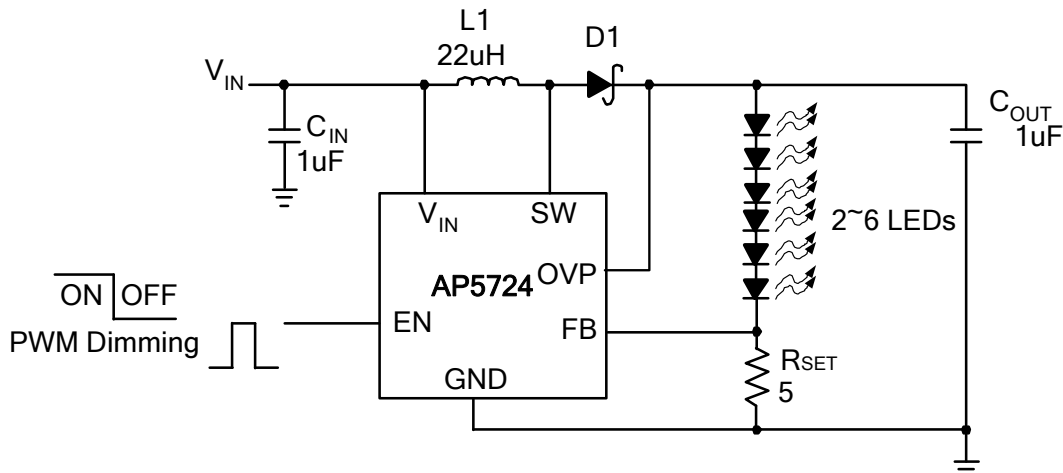 L1
22uH
D1
VIN
CIN
1uF
COUT
1uF
VIN
SW
2~6 LEDs
OVP
AP5724
ON OFF
EN
FB
PWM Dimming
RSET
5
GND